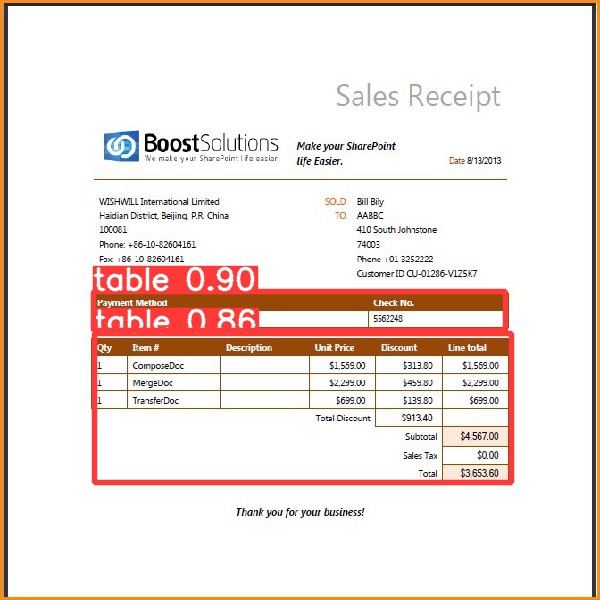 Sales Receipt
BoostSolutions
We make your SharePoint life easier
Make your SharePoint
life Easier.
Date 8/13/2013
WISHWILL International Limited
Haidian District, Beijing, P.R. China
100081
Phone: +86-10-82604161
Fax: +86-10-82604161
SOLD TO
Bill Bily
AABBC
410 South Johnstone
74003
Phone +01-3252222
Customer ID CU-01286-V1Z5K7
table 0.90
Payment Method Check No.
table 0.86
5562248
Qty Item # Description Unit Price Discount Line total
1 ComposeDoc $1,569.00 $313.80 $1,569.00
1 MergeDoc $2,299.00 $459.80 $2,299.00
1 TransferDoc $699.00 $139.80 $699.00
Total Discount $913.40
Subtotal $4,567.00
Sales Tax $0.00
Total $3,653.60
Thank you for your business!